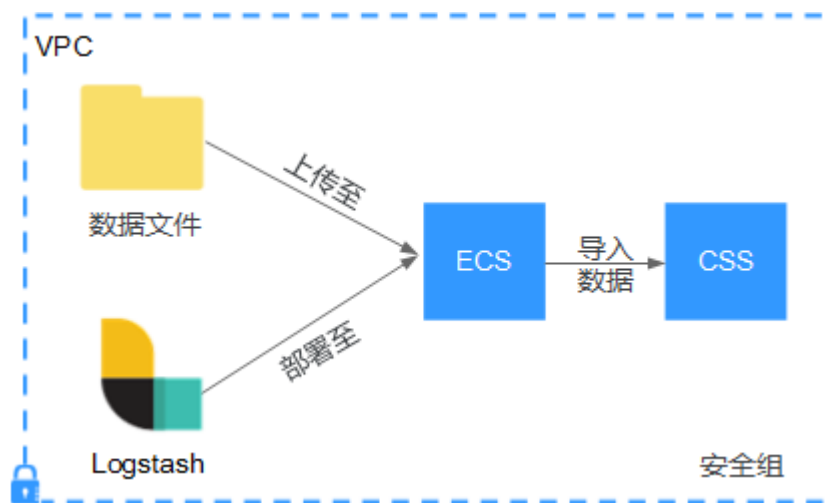 VPC
数据文件
上传至
ECS
导入
数据
CSS
部署至
Logstash
安全组